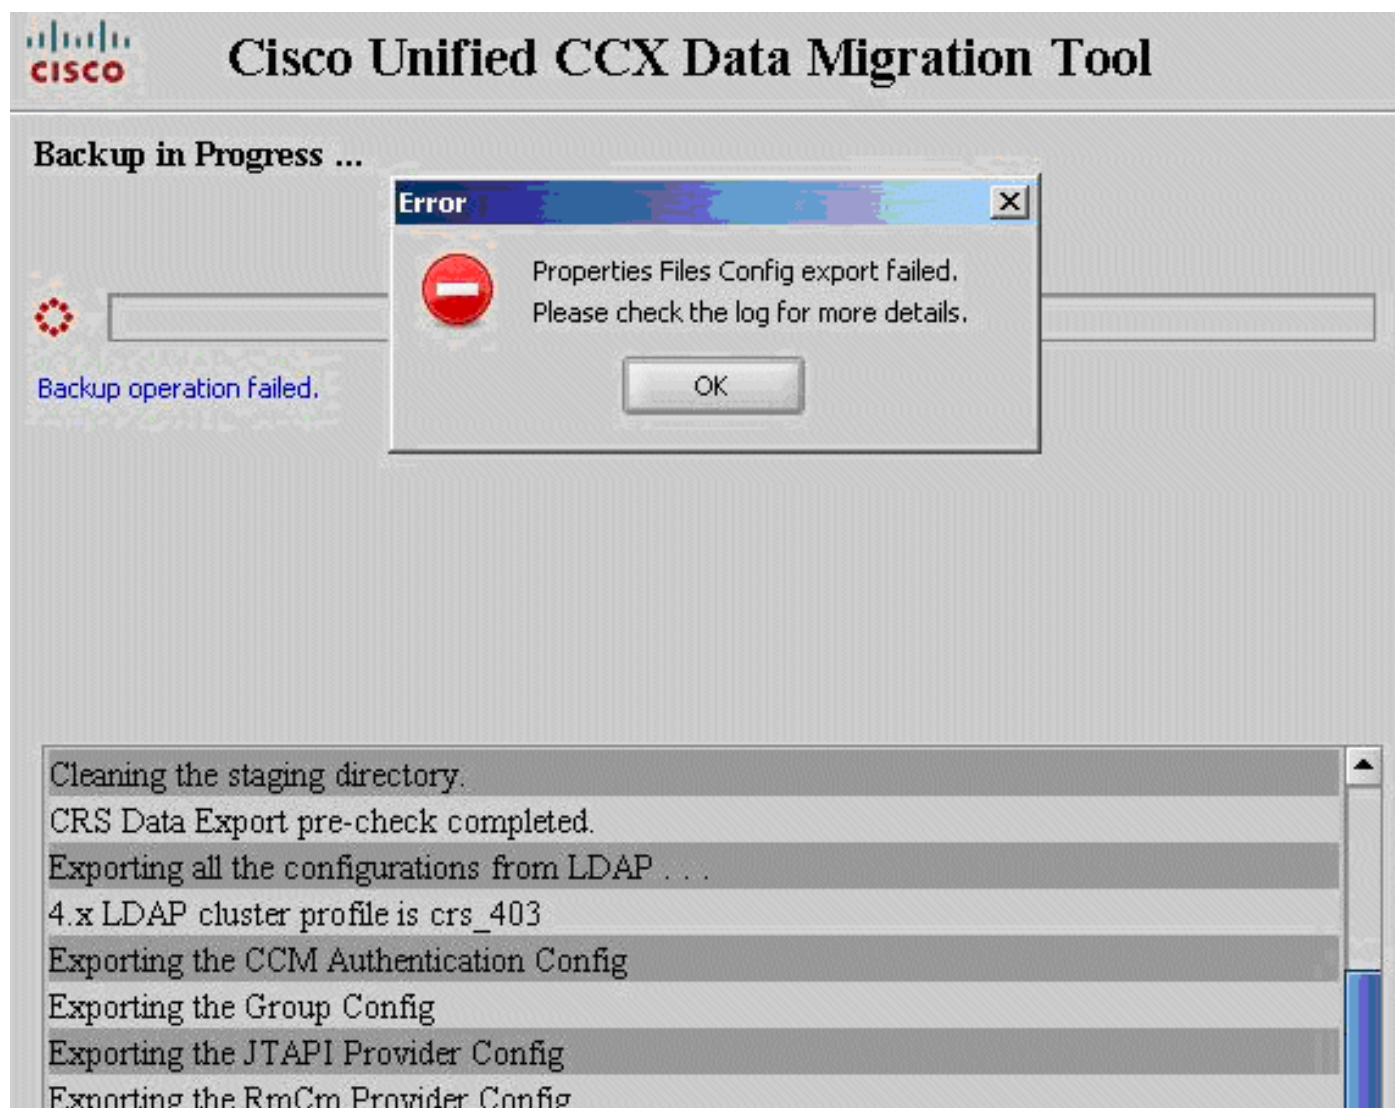 CISCO
Cisco Unified CCX Data Migration Tool
Backup in Progress ...
Error
Properties Files Config export failed.
Please check the log for more details.
OK
Backup operation failed.
Cleaning the staging directory.
CRS Data Export pre-check completed.
Exporting all the configurations from LDAP . . .
4.x LDAP cluster profile is crs_403
Exporting the CCM Authentication Config
Exporting the Group Config
Exporting the JTAPI Provider Config
Exporting the RmCm Provider Config